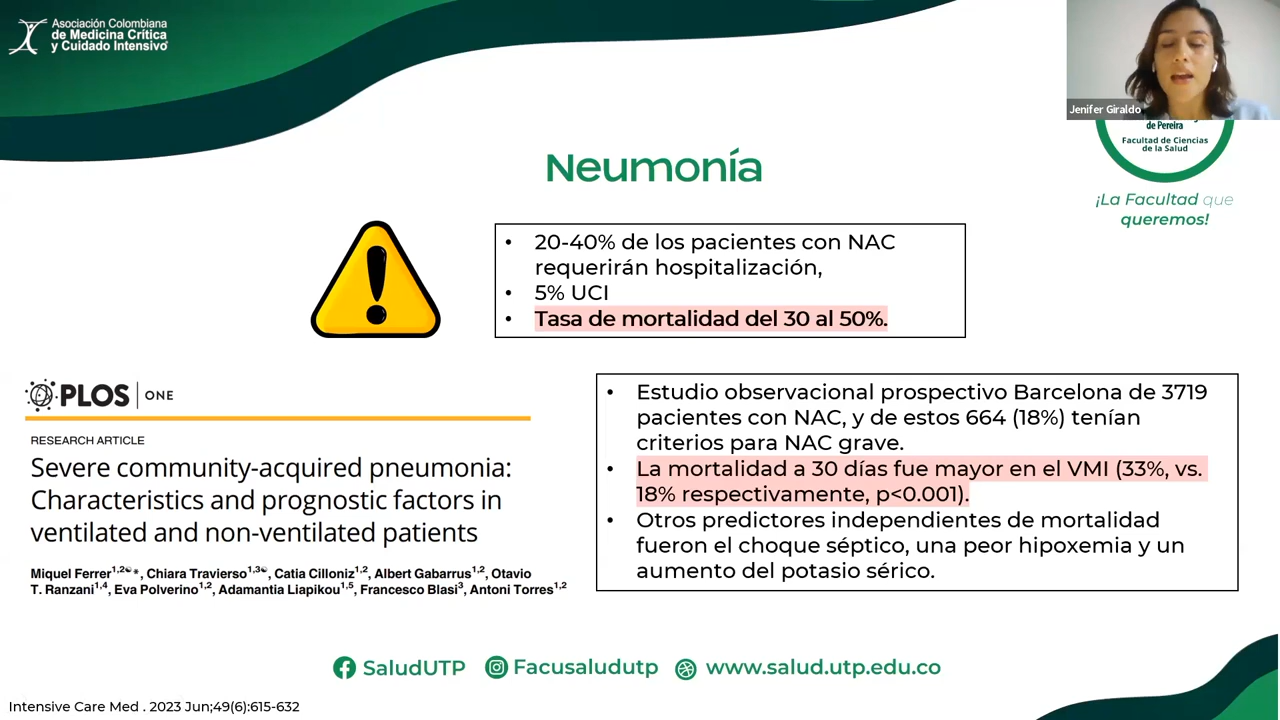 Asociación Colombiana
de Medicina Crítica
y Cuidado Intensivo
Jenifer Giraldo
de Pereira
Facultad de Ciencias
de la Salud
¡La Facultad que
queremos!
Neumonía
• 20-40% de los pacientes con NAC
requerirán hospitalización,
• 5% UCI
• Tasa de mortalidad del 30 al 50%.
PLOS | ONE
RESEARCH ARTICLE
Severe community-acquired pneumonia:
Characteristics and prognostic factors in
ventilated and non-ventilated patients
Miquel Ferrer1,2☯*, Chiara Travierso1,3☯, Catia Cilloniz1,2, Albert Gabarrus1,2, Otavio
T. Ranzani1,4, Eva Polverino1,2, Adamantia Liapikou1,5, Francesco Blasi3, Antoni Torres1,2
• Estudio observacional prospectivo Barcelona de 3719
pacientes con NAC, y de estos 664 (18%) tenían
criterios para NAC grave.
• La mortalidad a 30 días fue mayor en el VMI (33%, vs.
18% respectivamente, p<0.001).
• Otros predictores independientes de mortalidad
fueron el choque séptico, una peor hipoxemia y un
aumento del potasio sérico.
SaludUTP Facusaludutp www.salud.utp.edu.co
Intensive Care Med . 2023 Jun;49(6):615-632